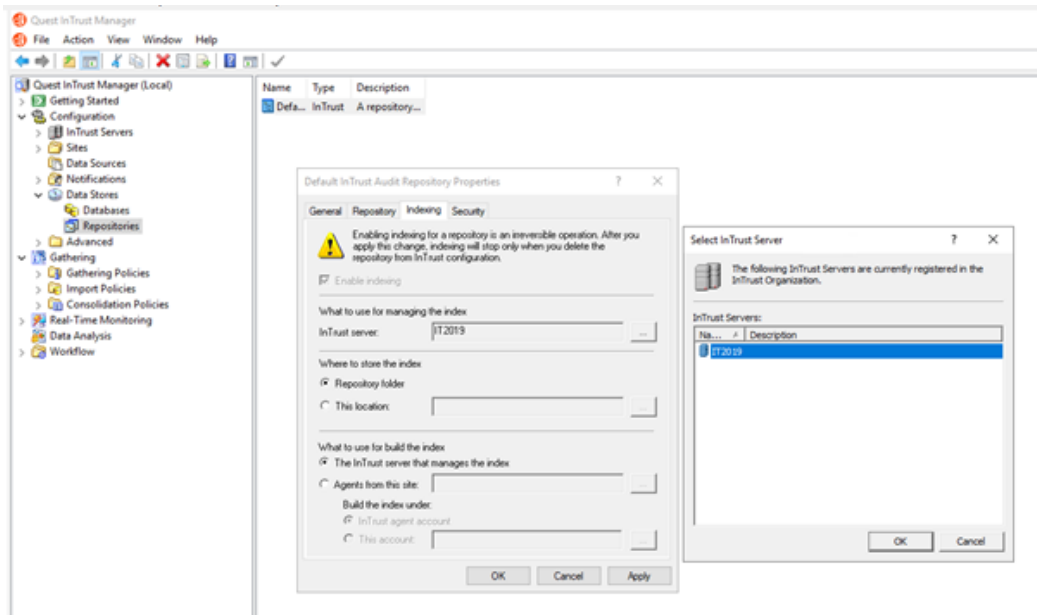 Quest InTrust Manager
File Action View Window Help
Quest InTrust Manager (Local)
Getting Started
Configuration
InTrust Servers
Sites
Data Sources
Notifications
Data Stores
Databases
Repositories
Advanced
Gathering
Gathering Policies
Import Policies
Consolidation Policies
Real-Time Monitoring
Data Analysis
Workflow
Name Type Description
Defa... InTrust A repository...
Default InTrust Audit Repository Properties ?
General Repository Indexing Security
Enabling indexing for a repository is an irreversible operation. After you
apply this change, indexing will stop only when you delete the
repository from InTrust configuration.
Enable indexing
What to use for managing the index
InTrust server: IT2019 ...
Where to store the index
Repository folder
This location: ...
What to use for build the index
The InTrust server that manages the index
Agents from this site: ...
Build the index under:
InTrust agent account
This account: ...
OK Cancel Apply
Select InTrust Server ?
The following InTrust Servers are currently registered in the
InTrust Organization.
InTrust Servers:
Na... Description
IT2019
OK Cancel